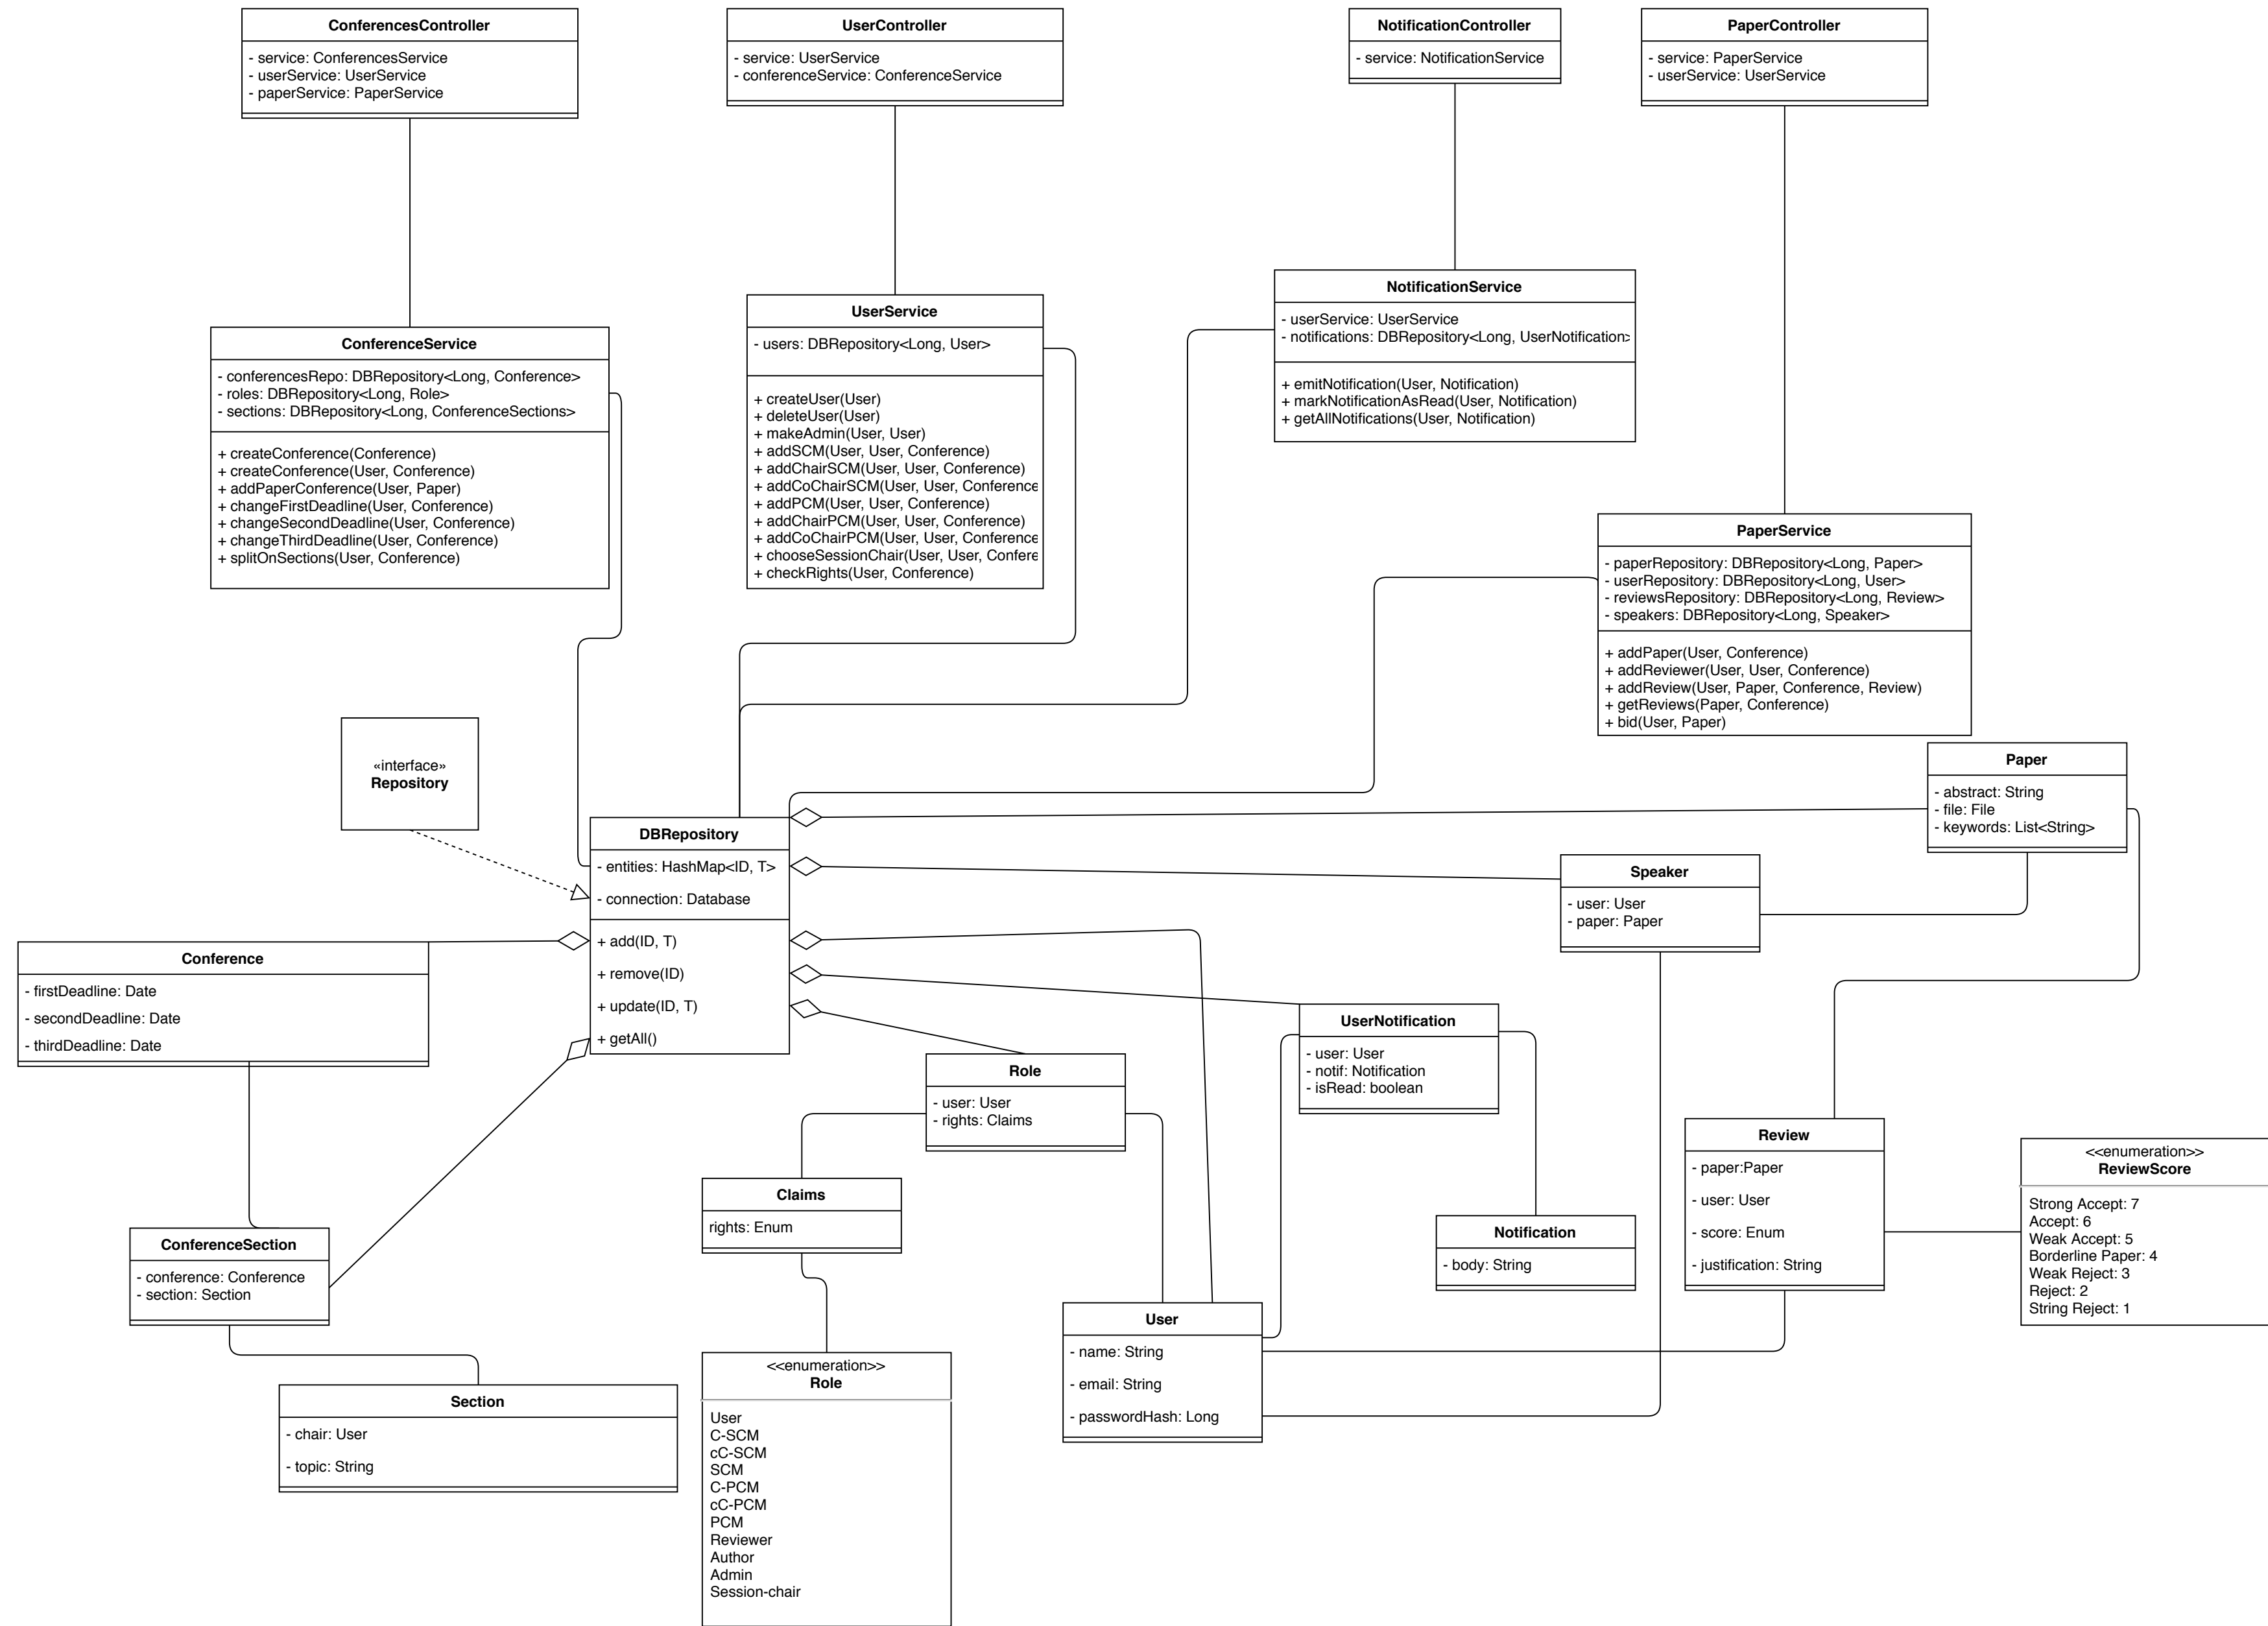 ConferencesController
- service: ConferencesService
- userService: UserService
- paperService: PaperService
UserController
- service: UserService
- conferenceService: ConferenceService
NotificationController
- service: NotificationService
PaperController
- service: PaperService
- userService: UserService
ConferenceService
- conferencesRepo: DBRepository<Long, Conference>
- roles: DBRepository<Long, Role>
- sections: DBRepository<Long, ConferenceSections>
+ createConference(Conference)
+ createConference(User, Conference)
+ addPaperConference(User, Paper)
+ changeFirstDeadline(User, Conference)
+ changeSecondDeadline(User, Conference)
+ changeThirdDeadline(User, Conference)
+ splitOnSections(User, Conference)
UserService
- users: DBRepository<Long, User>
+ createUser(User)
+ deleteUser(User)
+ makeAdmin(User, User)
+ addSCM(User, User, Conference)
+ addChairSCM(User, User, Conference)
+ addCoChairSCM(User, User, Conference
+ addPCM(User, User, Conference)
+ addChairPCM(User, User, Conference)
+ addCoChairPCM(User, User, Conference
+ chooseSessionChair(User, User, Confere
+ checkRights(User, Conference)
NotificationService
- userService: UserService
- notifications: DBRepository<Long, UserNotification>
+ emitNotification(User, Notification)
+ markNotificationAsRead(User, Notification)
+ getAllNotifications(User, Notification)
PaperService
- paperRepository: DBRepository<Long, Paper>
- userRepository: DBRepository<Long, User>
- reviewsRepository: DBRepository<Long, Review>
- speakers: DBRepository<Long, Speaker>
+ addPaper(User, Conference)
+ addReviewer(User, User, Conference)
+ addReview(User, Paper, Conference, Review)
+ getReviews(Paper, Conference)
+ bid(User, Paper)
«interface»
Repository
DBRepository
- entities: HashMap<ID, T>
- connection: Database
+ add(ID, T)
+ remove(ID)
+ update(ID, T)
+ getAll()
Paper
- abstract: String
- file: File
- keywords: List<String>
Speaker
- user: User
- paper: Paper
Conference
- firstDeadline: Date
- secondDeadline: Date
- thirdDeadline: Date
UserNotification
- user: User
- notif: Notification
- isRead: boolean
Role
- user: User
- rights: Claims
Claims
rights: Enum
Review
- paper:Paper
- user: User
- score: Enum
- justification: String
<<enumeration>>
ReviewScore
Strong Accept: 7
Accept: 6
Weak Accept: 5
Borderline Paper: 4
Weak Reject: 3
Reject: 2
String Reject: 1
ConferenceSection
- conference: Conference
- section: Section
Notification
- body: String
User
- name: String
- email: String
- passwordHash: Long
Section
- chair: User
- topic: String
<<enumeration>>
Role
User
C-SCM
cC-SCM
SCM
C-PCM
cC-PCM
PCM
Reviewer
Author
Admin
Session-chair